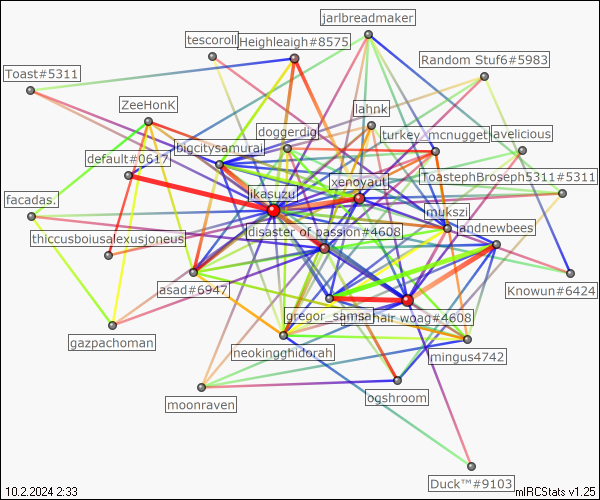 jarlbreadmaker
tescoroll
Heighleaigh#8575
Random Stuf6#5983
Toast#5311
ZeeHonK
lahnk
doggerdig
turkey_mcnugget
avelicious
bigcitysamurai
default#0617
xenoyaut
ToastephBroseph5311#5311
ikasuzu
facadas.
mukszi
andnewbees
disaster of passion#4608
thiccusboiusalexusjoneus
asad#6947
Knowun#6424
gregor_samsa
har_woag#4608
gazpachoman
neokingghidorah
mingus4742
ogshroom
moonraven
Duck™#9103
10.2.2024 2:33
mIRCStats v1.25